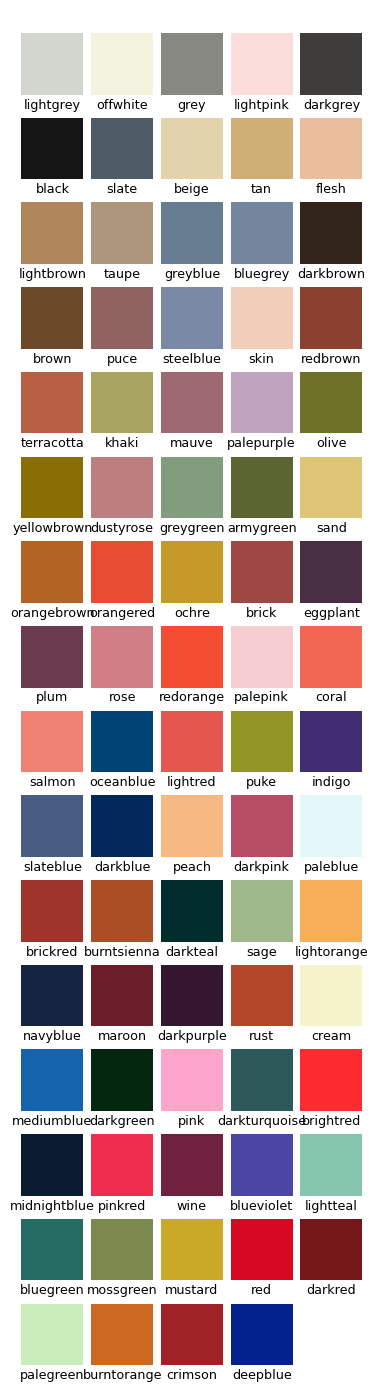 lightgrey offwhite grey lightpink darkgrey
black slate beige tan flesh
lightbrown taupe greyblue bluegrey darkbrown
brown puce steelblue skin redbrown
terracotta khaki mauve palepurple olive
yellowbrown dustyrose greygreen armygreen sand
orangebrown orangered ochre brick eggplant
plum rose redorange palepink coral
salmon oceanblue lightred puke indigo
slateblue darkblue peach darkpink paleblue
brickred burntsienna darkteal sage lightorange
navyblue maroon darkpurple rust cream
mediumblue darkgreen pink darkturquoise brightred
midnightblue pinkred wine blueviolet lightteal
bluegreen mossgreen mustard red darkred
palegreen burntorange crimson deepblue